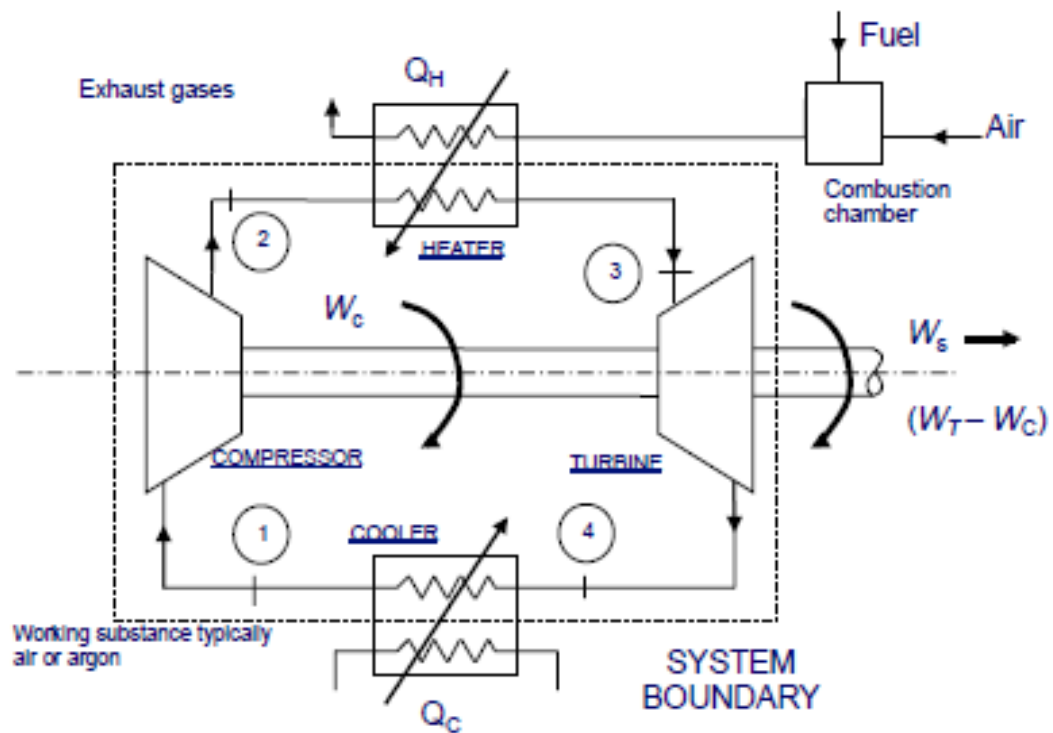 Fuel
Q_H
Exhaust gases
Air
Combustion
chamber
2
HEATER
3
W_c
W_s
(W_T – W_C)
COMPRESSOR
TURBINE
1
COOLER
4
Working substance typically
air or argon
SYSTEM
BOUNDARY
Q_C